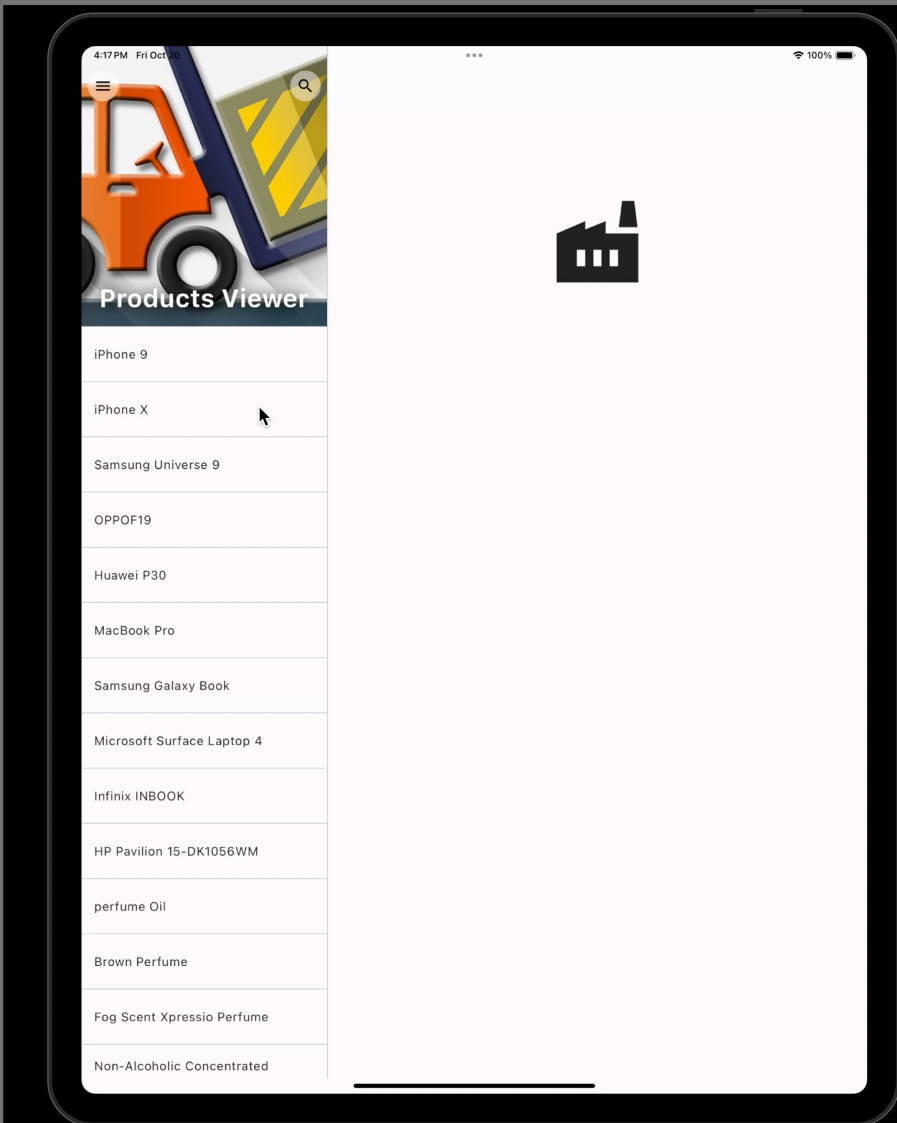 4:17 PM Fri Oct 20
100%
Products Viewer
iPhone 9
iPhone X
Samsung Universe 9
OPPOF19
Huawei P30
MacBook Pro
Samsung Galaxy Book
Microsoft Surface Laptop 4
Infinix INBOOK
HP Pavilion 15-DK1056WM
perfume Oil
Brown Perfume
Fog Scent Xpressio Perfume
Non-Alcoholic Concentrated